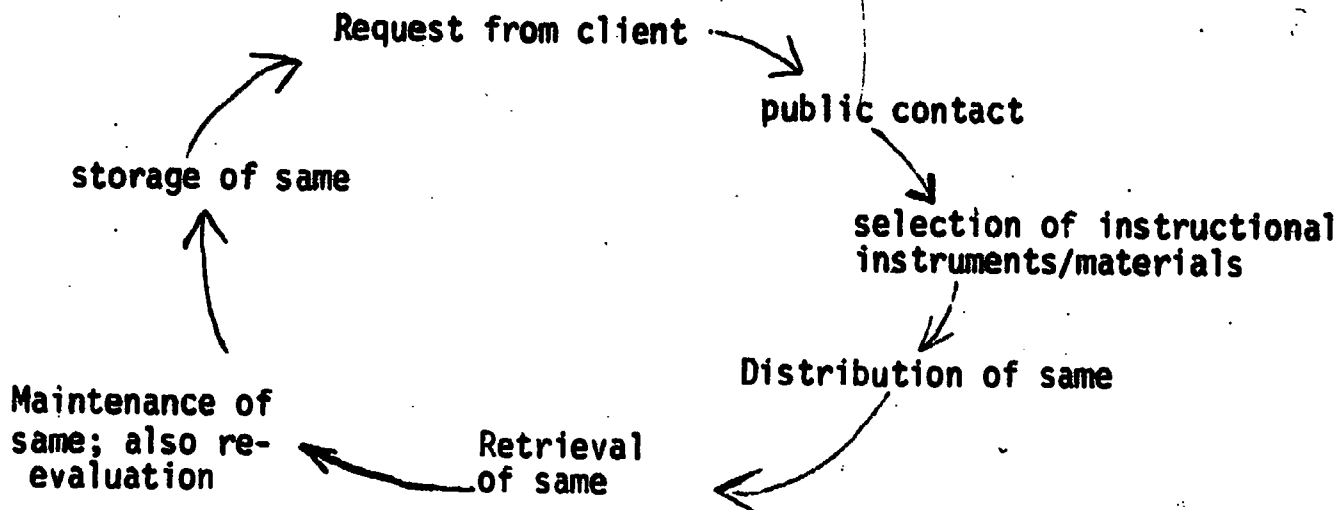 Request from client
public contact
selection of instructional
instruments/materials
Distribution of same
Retrieval
of same
Maintenance of
same; also re-
evaluation
storage of same